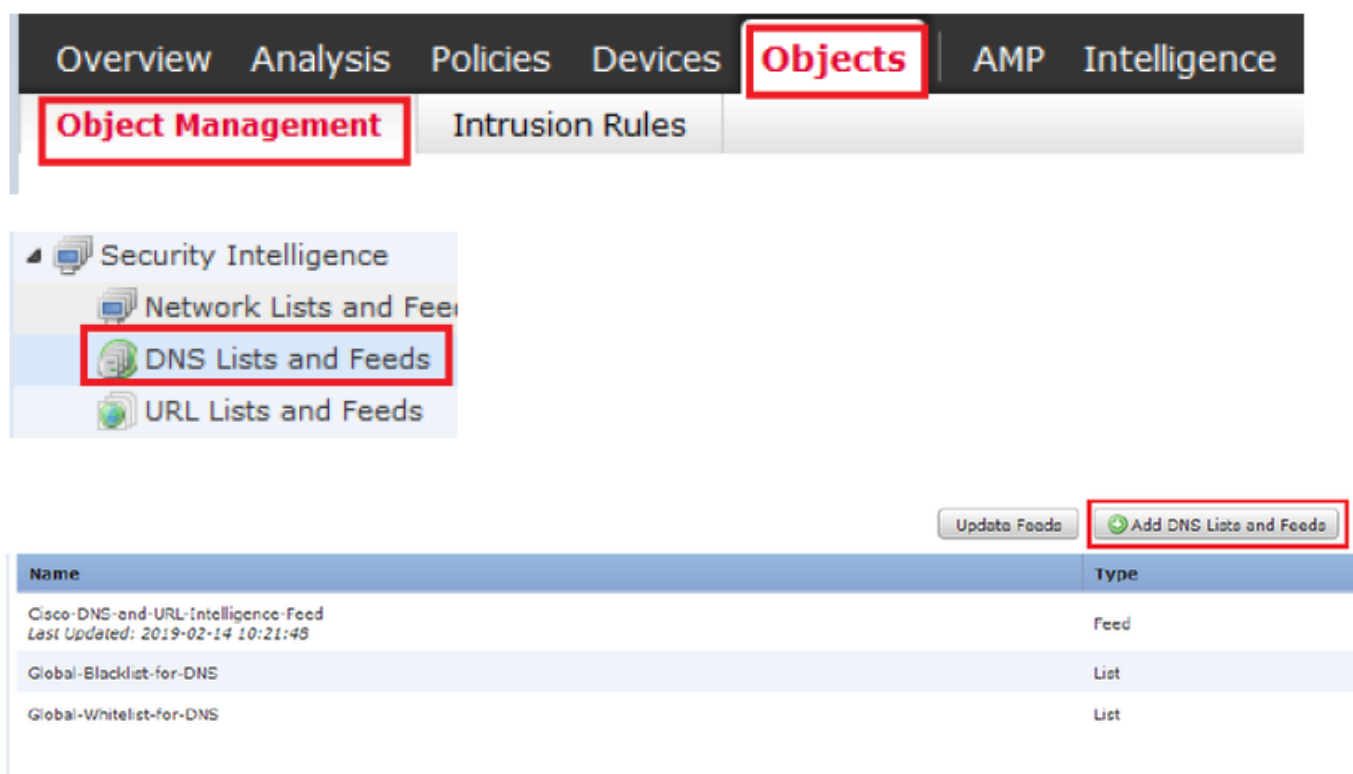 Overview Analysis Policies Devices Objects AMP Intelligence
Object Management Intrusion Rules
Security Intelligence
Network Lists and Fee
DNS Lists and Feeds
URL Lists and Feeds
Update Feeds Add DNS Lists and Feeds
Name Type
Cisco-DNS-and-URL-Intelligence-Feed
Last Updated: 2019-02-14 10:21:48
Feed
Global-Blacklist-for-DNS List
Global-Whitelist-for-DNS List